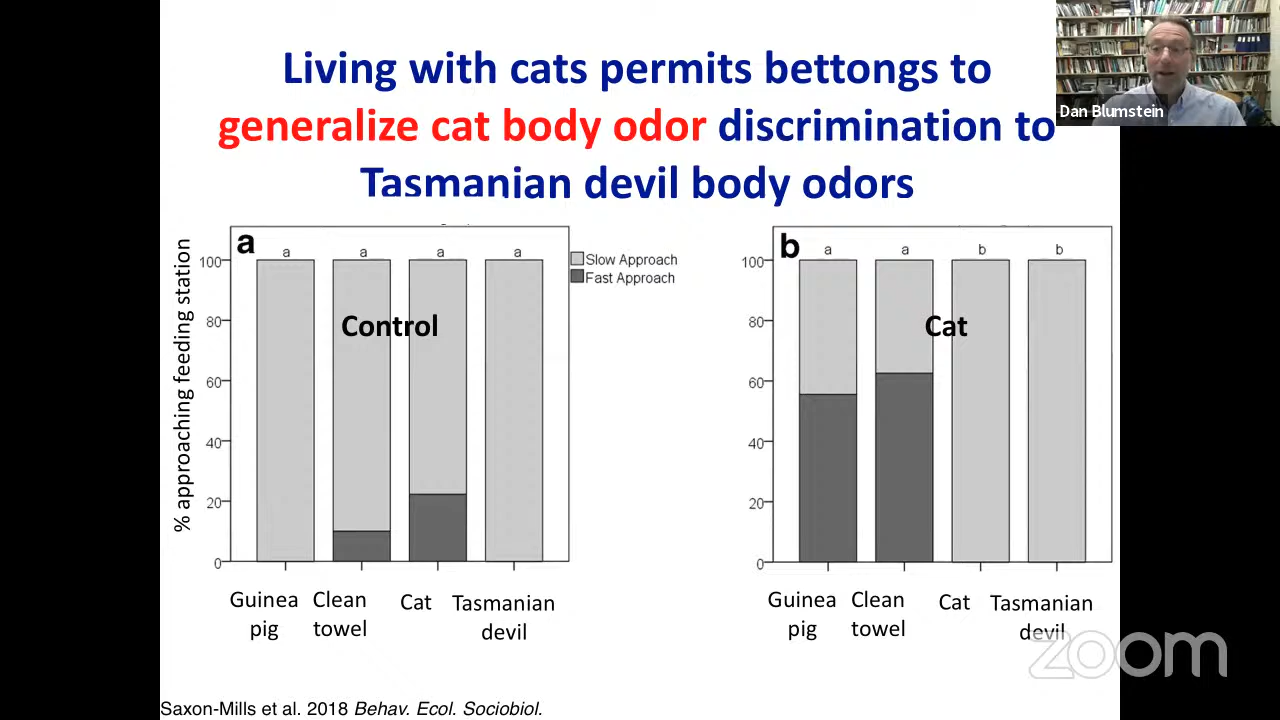 Living with cats permits bettongs to
generalize cat body odor discrimination to
Tasmanian devil body odors
Dan Blumstein
% approaching feeding station
a
a a a a
100
80
60
40
20
0
Control
Guinea pig
Clean towel
Cat
Tasmanian devil
Slow Approach
Fast Approach
b
a a b b
100
80
60
40
20
0
Cat
Guinea pig
Clean towel
Cat
Tasmanian devil
zoom
Saxon-Mills et al. 2018 Behav. Ecol. Sociobiol.